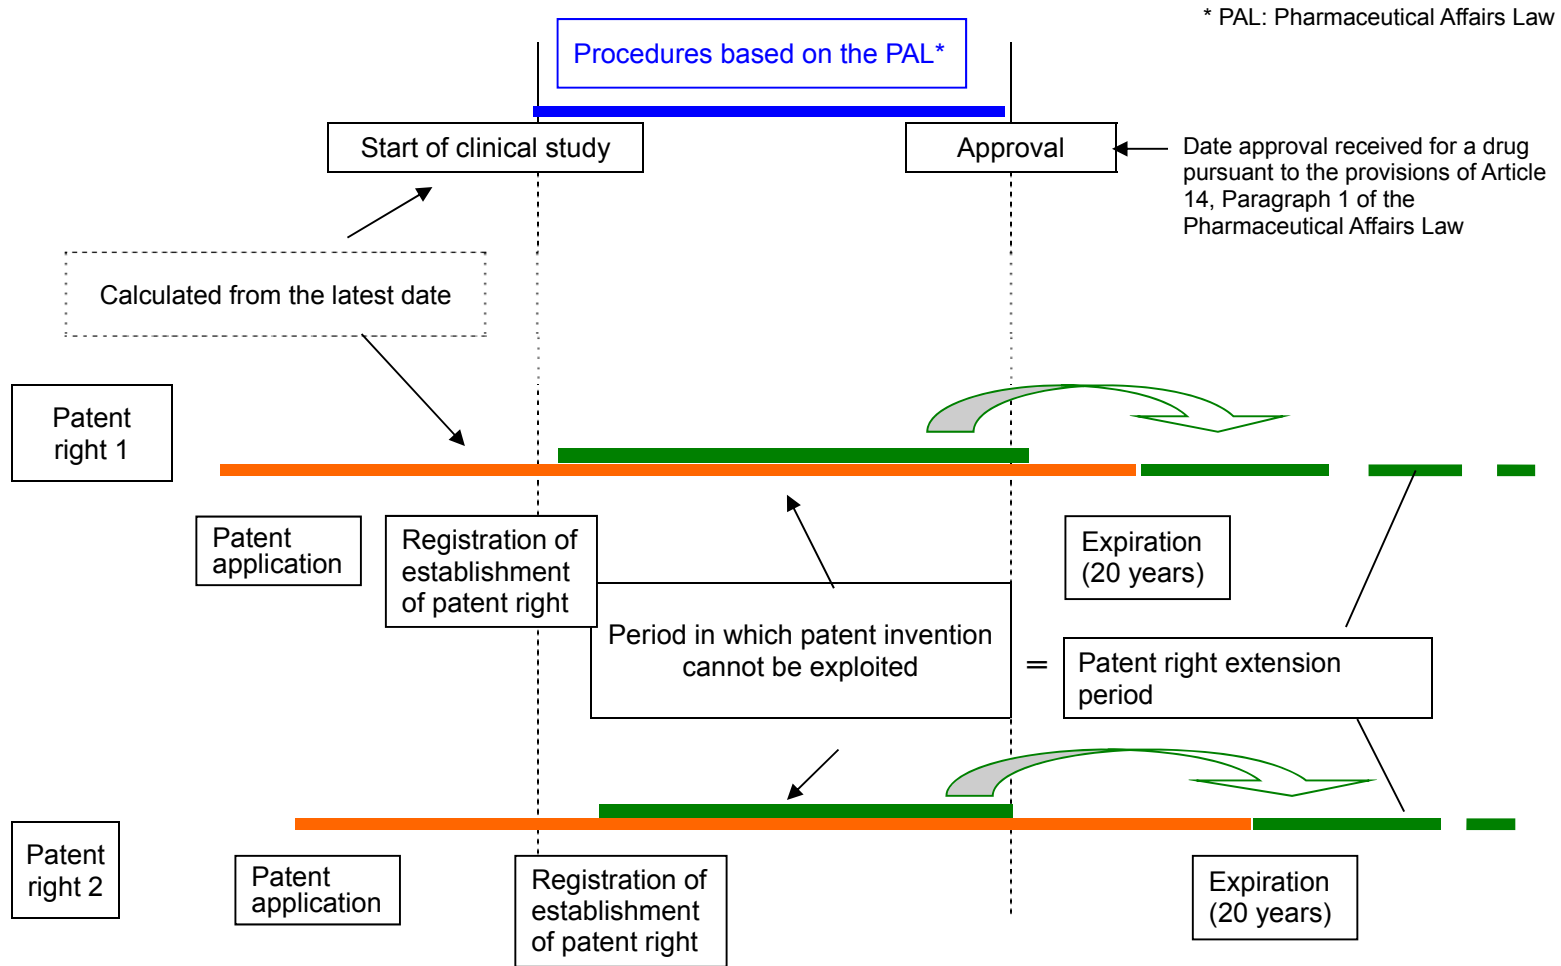 * PAL: Pharmaceutical Affairs Law
Procedures based on the PAL*
Start of clinical study
Approval
Date approval received for a drug
pursuant to the provisions of Article
14, Paragraph 1 of the
Pharmaceutical Affairs Law
Calculated from the latest date
Patent
right 1
Patent
application
Registration of
establishment
of patent right
Expiration
(20 years)
Period in which patent invention
cannot be exploited
=
Patent right extension
period
Patent
right 2
Patent
application
Registration of
establishment
of patent right
Expiration
(20 years)